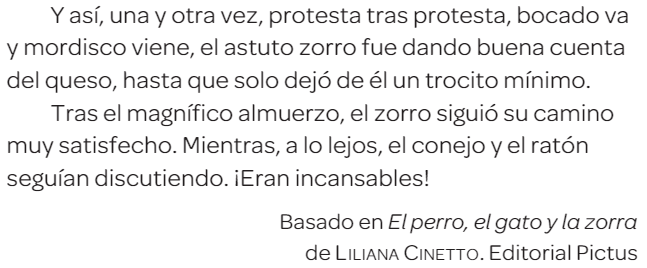 Y así, una y otra vez, protesta tras protesta, bocado va
y mordisco viene, el astuto zorro fue dando buena cuenta
del queso, hasta que solo dejó de él un trocito mínimo.
Tras el magnífico almuerzo, el zorro siguió su camino
muy satisfecho. Mientras, a lo lejos, el conejo y el ratón
seguían discutiendo. ¡Eran incansables!
Basado en El perro, el gato y la zorra
de LILIANA CINETTO. Editorial Pictus